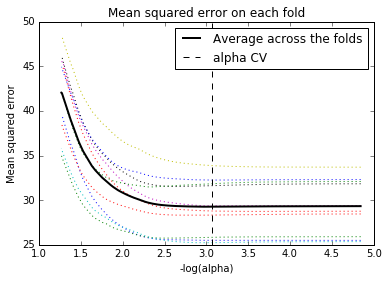 Mean squared error on each fold
50
45
40
35
30
25
Mean squared error
Average across the folds
alpha CV
1.0 1.5 2.0 2.5 3.0 3.5 4.0 4.5 5.0
-log(alpha)